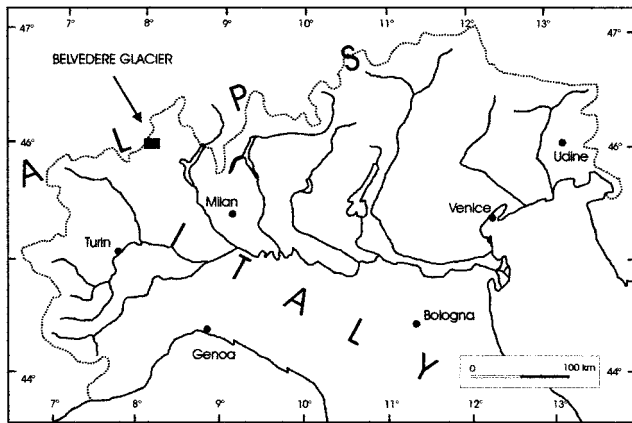 7° 8° 9° 10° 11° 12° 13°
47° 47°
BELVEDERE GLACIER
A L P S
46° 46°
Udine
Milan
Venice
Turin
I T A L Y
Bologna
Genoa
0 100 km
44° 44°
7° 8° 9° 10° 11° 12° 13°